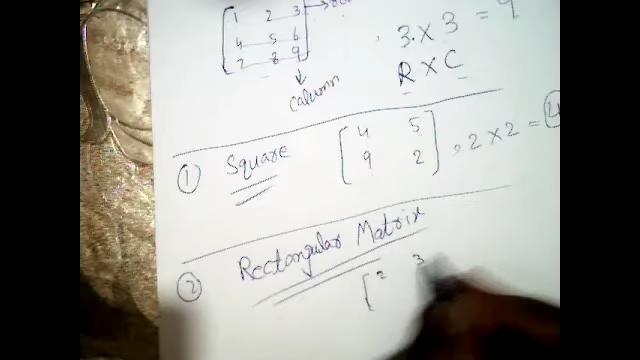 [1 2 3]
4 5 6 , 3 × 3 = 9
7 8 9 R × C
column
① Square [4 5
9 2] , 2 × 2 = ④
② Rectangular Matrix
[2 3